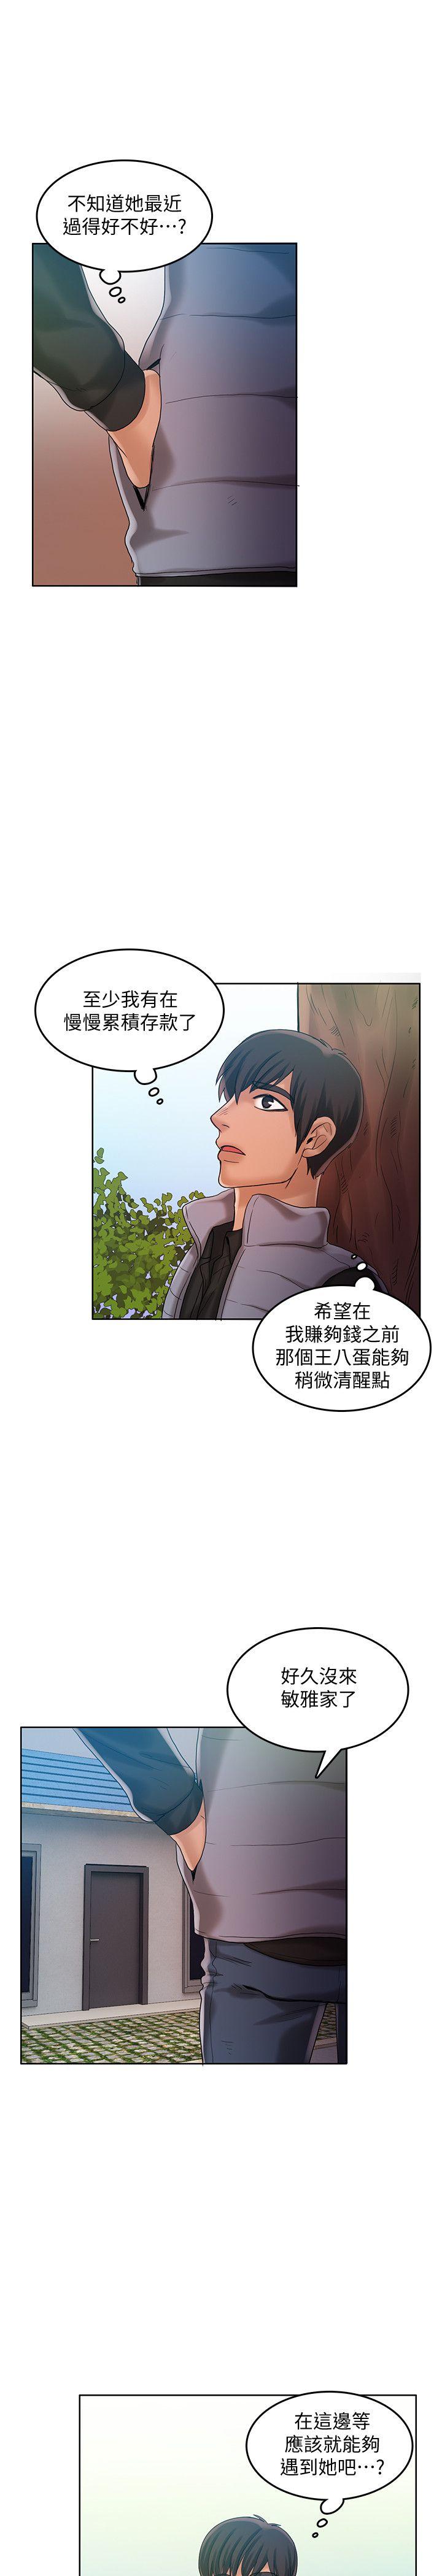 不知道她最近
過得好不好⋯?
至少我有在
慢慢累積存款了
希望在
我賺夠錢之前
那個王八蛋能夠
稍微清醒點
好久沒來
敏雅家了
在這邊等
應該就能夠
遇到她吧⋯?